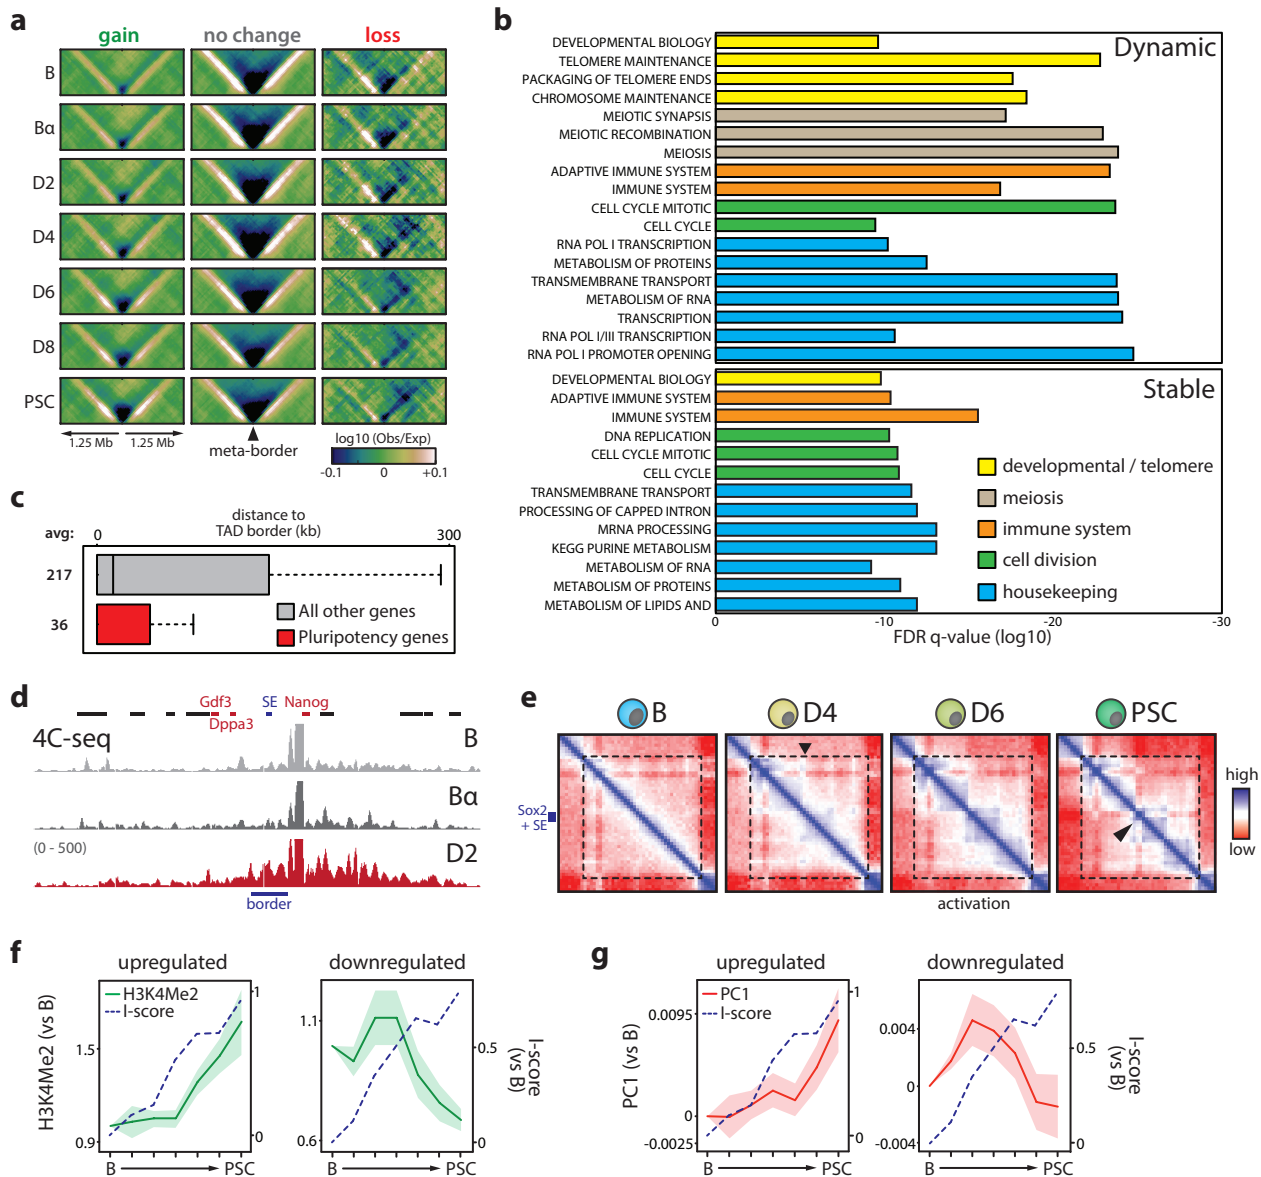 a
gain
no change
loss
B
Bα
D2
D4
D6
D8
PSC
1.25 Mb
1.25 Mb
meta-border
log10 (Obs/Exp)
-0.1
0
+0.1
b
Dynamic
DEVELOPMENTAL BIOLOGY
TELOMERE MAINTENANCE
PACKAGING OF TELOMERE ENDS
CHROMOSOME MAINTENANCE
MEIOTIC SYNAPSIS
MEIOTIC RECOMBINATION
MEIOSIS
ADAPTIVE IMMUNE SYSTEM
IMMUNE SYSTEM
CELL CYCLE MITOTIC
CELL CYCLE
RNA POL I TRANSCRIPTION
METABOLISM OF PROTEINS
TRANSMEMBRANE TRANSPORT
METABOLISM OF RNA
TRANSCRIPTION
RNA POL I/III TRANSCRIPTION
RNA POL I PROMOTER OPENING
Stable
DEVELOPMENTAL BIOLOGY
ADAPTIVE IMMUNE SYSTEM
IMMUNE SYSTEM
DNA REPLICATION
CELL CYCLE MITOTIC
CELL CYCLE
TRANSMEMBRANE TRANSPORT
PROCESSING OF CAPPED INTRON
MRNA PROCESSING
KEGG PURINE METABOLISM
METABOLISM OF RNA
METABOLISM OF PROTEINS
METABOLISM OF LIPIDS AND
developmental / telomere
meiosis
immune system
cell division
housekeeping
0
-10
-20
-30
FDR q-value (log10)
c
avg:
0
distance to
TAD border (kb)
300
217
36
All other genes
Pluripotency genes
d
Gdf3
SE
Nanog
Dppa3
4C-seq
B
Bα
(0 - 500)
D2
border
e
B
D4
D6
PSC
Sox2
+ SE
activation
high
low
f
upregulated
downregulated
H3K4Me2
I-score
H3K4Me2 (vs B)
1.5
0.9
1
0
1.1
0.6
0.5
0
I-score
(vs B)
B
PSC
B
PSC
g
upregulated
downregulated
PC1
I-score
PC1 (vs B)
0.0095
0
-0.0025
1
0
0.004
0
-0.004
0.5
0
I-score
(vs B)
B
PSC
B
PSC